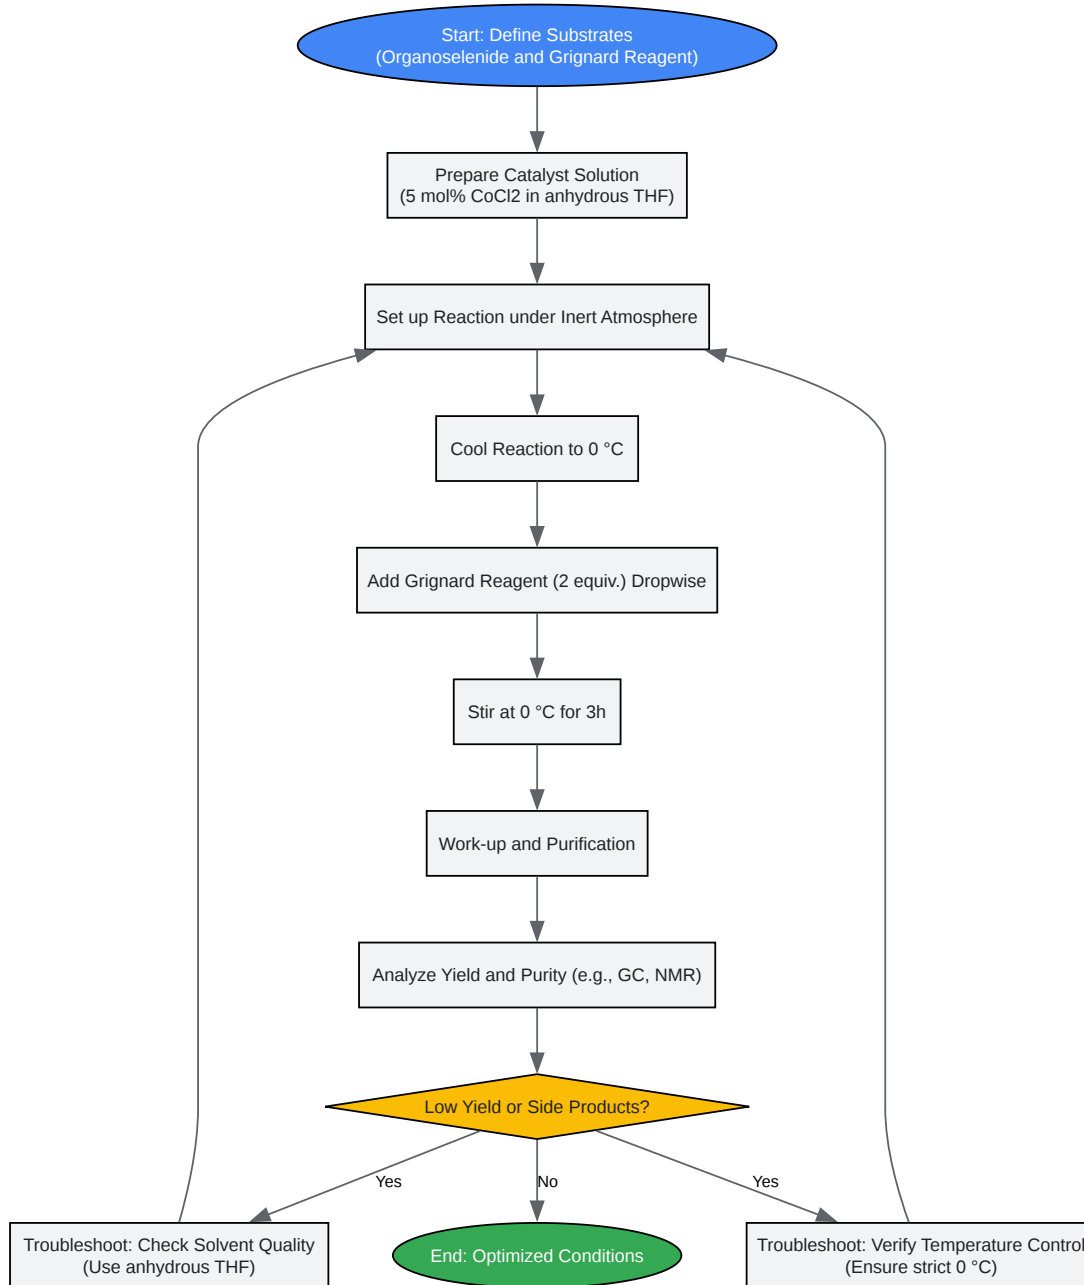 Start: Define Substrates
(Organoselenide and Grignard Reagent)
Prepare Catalyst Solution
(5 mol% CoCl2 in anhydrous THF)
Set up Reaction under Inert Atmosphere
Cool Reaction to 0 °C
Add Grignard Reagent (2 equiv.) Dropwise
Stir at 0 °C for 3h
Work-up and Purification
Analyze Yield and Purity (e.g., GC, NMR)
Low Yield or Side Products?
Yes
No
Yes
Troubleshoot: Check Solvent Quality
(Use anhydrous THF)
End: Optimized Conditions
Troubleshoot: Verify Temperature Control
(Ensure strict 0 °C)